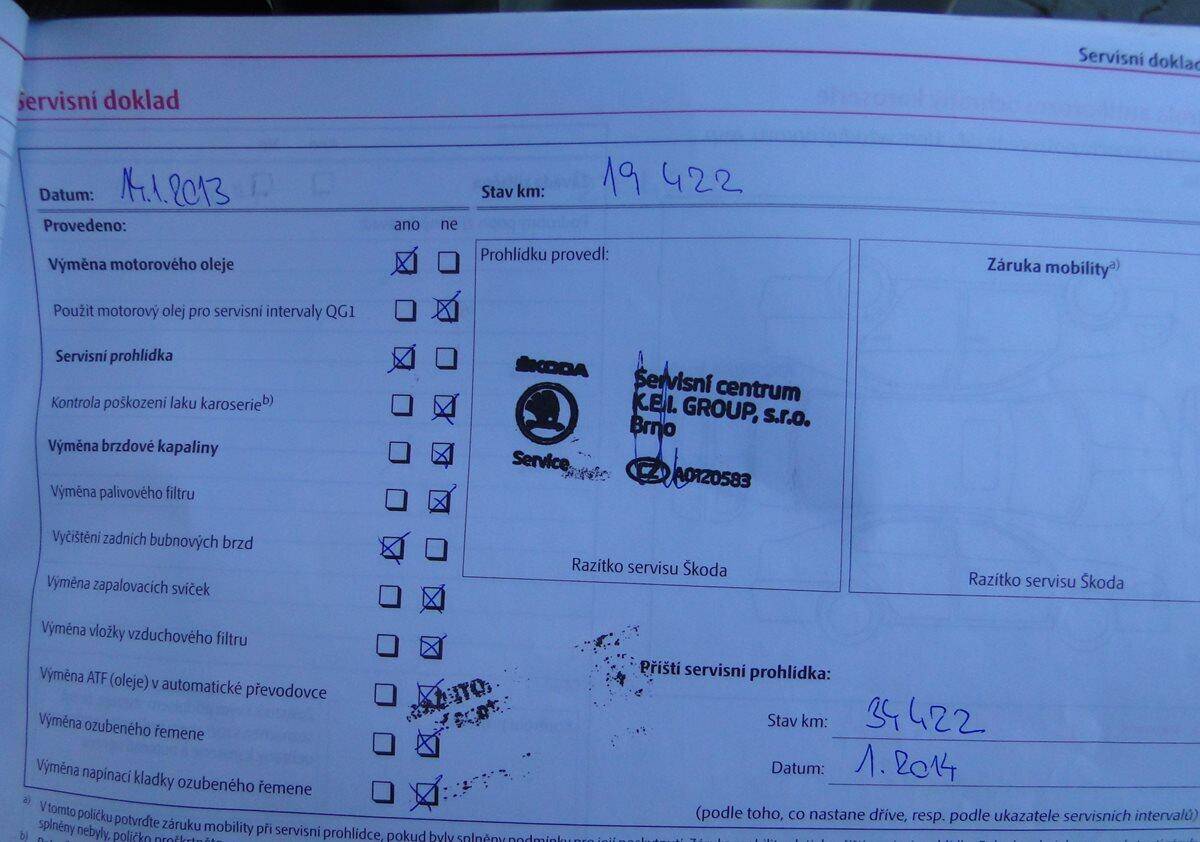 Servisní doklad
Servisní doklad
Datum: 14.1.2013
Stav km: 19 422
Provedeno: ano ne
Výměna motorového oleje
Použit motorový olej pro servisní intervaly QG1
Servisní prohlídka
Kontrola poškození laku karoserie b)
Výměna brzdové kapaliny
Výměna palivového filtru
Vyčištění zadních bubnových brzd
Výměna zapalovacích svíček
Výměna vložky vzduchového filtru
Výměna ATF (oleje) v automatické převodovce
Výměna ozubeného řemene
Výměna napínací kladky ozubeného řemene
Prohlídku provedl:
ŠKODA
Service
Servisní centrum
K.E.I. GROUP, s.r.o.
Brno
CZ A0120583
Razítko servisu Škoda
Záruka mobility a)
Razítko servisu Škoda
Příští servisní prohlídka:
Stav km: 34 422
Datum: 1.2014
(podle toho, co nastane dříve, resp. podle ukazatele servisních intervalů)
a) V tomto políčku potvrďte záruku mobility při servisní prohlídce, pokud byly splněny podmínky pro její
splněny nebyly, políčko proškrtněte
b)